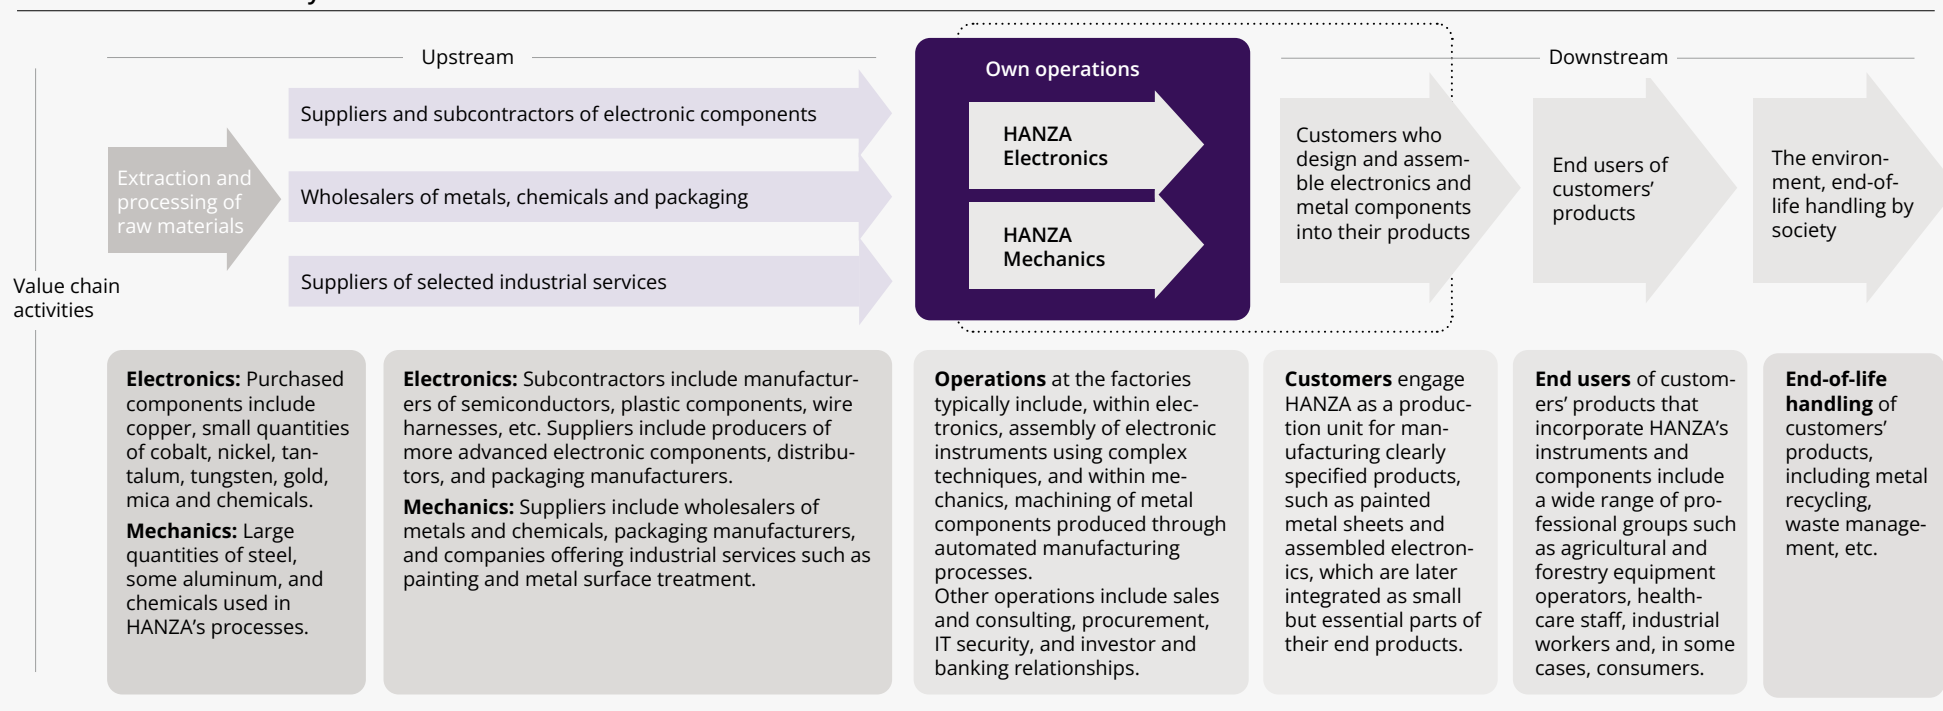 Upstream
Own operations
Downstream
Value chain
activities
Extraction and
processing of
raw materials
Suppliers and subcontractors of electronic components
Wholesalers of metals, chemicals and packaging
Suppliers of selected industrial services
HANZA
Electronics
HANZA
Mechanics
Customers who
design and assem-
ble electronics and
metal components
into their products
End users of
customers’
products
The environ-
ment, end-of-
life handling by
society
Electronics: Purchased
components include
copper, small quantities
of cobalt, nickel, tan-
talum, tungsten, gold,
mica and chemicals.
Mechanics: Large
quantities of steel,
some aluminum, and
chemicals used in
HANZA’s processes.
Electronics: Subcontractors include manufactur-
ers of semiconductors, plastic components, wire
harnesses, etc. Suppliers include producers of
more advanced electronic components, distribu-
tors, and packaging manufacturers.
Mechanics: Suppliers include wholesalers of
metals and chemicals, packaging manufacturers,
and companies offering industrial services such as
painting and metal surface treatment.
Operations at the factories
typically include, within elec-
tronics, assembly of electronic
instruments using complex
techniques, and within me-
chanics, machining of metal
components produced through
automated manufacturing
processes.
Other operations include sales
and consulting, procurement,
IT security, and investor and
banking relationships.
Customers engage
HANZA as a produc-
tion unit for man-
ufacturing clearly
specified products,
such as painted
metal sheets and
assembled electron-
ics, which are later
integrated as small
but essential parts of
their end products.
End users of custom-
ers’ products that
incorporate HANZA’s
instruments and
components include
a wide range of pro-
fessional groups such
as agricultural and
forestry equipment
operators, health-
care staff, industrial
workers and, in some
cases, consumers.
End-of-life
handling of
customers’
products,
including metal
recycling,
waste manage-
ment, etc.